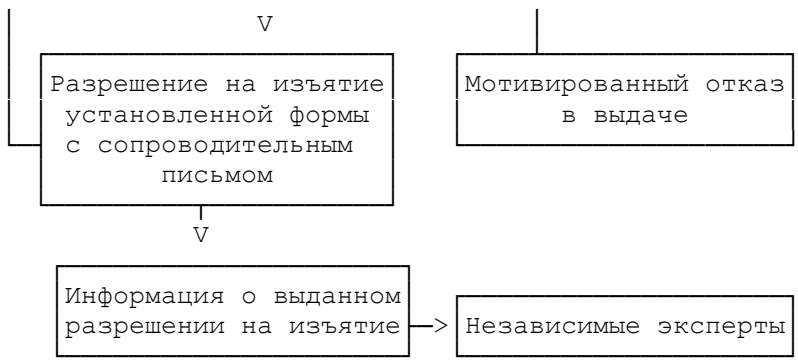 V
Разрешение на изъятие
установленной формы
с сопроводительным
письмом
Мотивированный отказ
в выдаче
V
Информация о выданном
разрешении на изъятие
>
Независимые эксперты